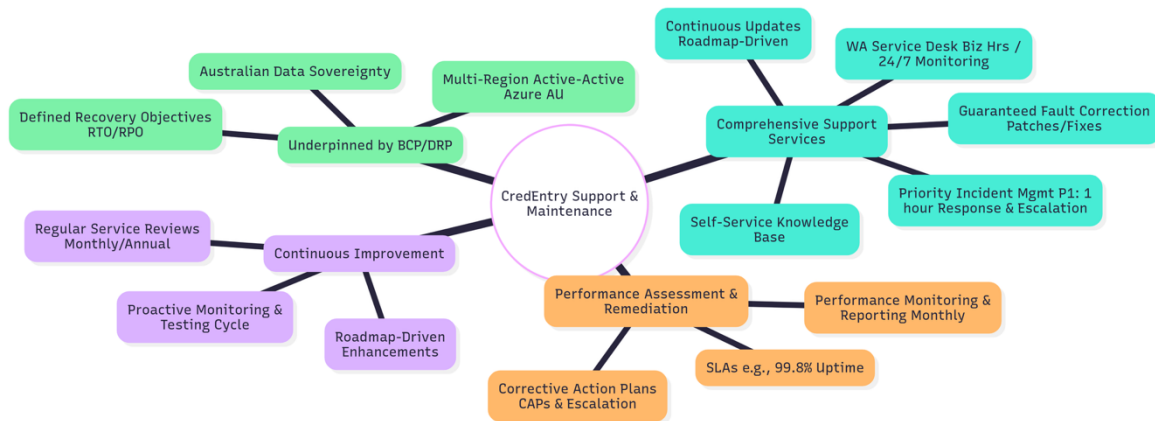 Continuous Updates
Roadmap-Driven
WA Service Desk Biz Hrs /
24/7 Monitoring
Australian Data Sovereignty
Multi-Region Active-Active
Azure AU
Defined Recovery Objectives
RTO/RPO
Underpinned by BCP/DRP
Comprehensive Support
Services
Guaranteed Fault Correction
Patches/Fixes
CredEntry Support &
Maintenance
Priority Incident Mgmt P1: 1
hour Response & Escalation
Self-Service Knowledge
Base
Regular Service Reviews
Monthly/Annual
Continuous Improvement
Proactive Monitoring &
Testing Cycle
Roadmap-Driven
Enhancements
Performance Assessment &
Remediation
Performance Monitoring &
Reporting Monthly
SLAs e.g., 99.8% Uptime
Corrective Action Plans
CAPs & Escalation